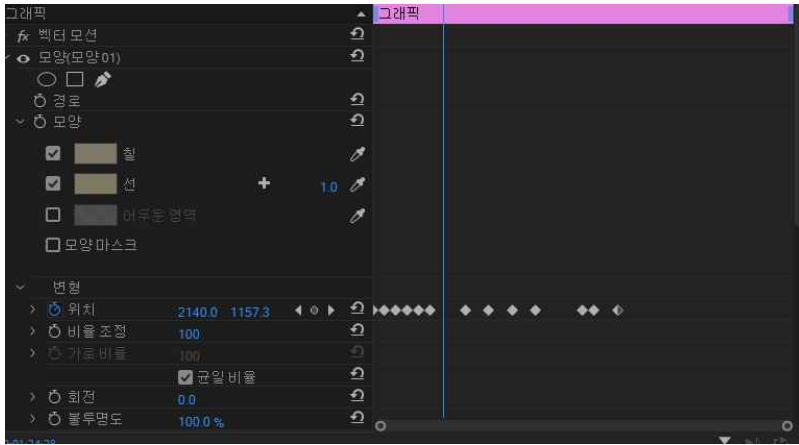 그래픽
그래픽
fx 벡터 모션
모양(모양 01)
경로
모양
칠
선 1.0
어두운 영역
모양 마스크
변형
위치 2140.0 1157.3
비율 조정 100
가로 비율 100
균일 비율
회전 0.0
불투명도 100.0 %